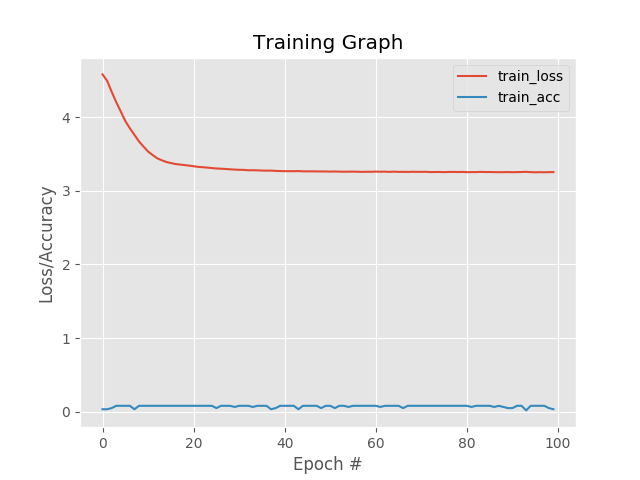 Training Graph
train_loss
train_acc
4
3
2
1
0
Loss/Accuracy
0 20 40 60 80 100
Epoch #